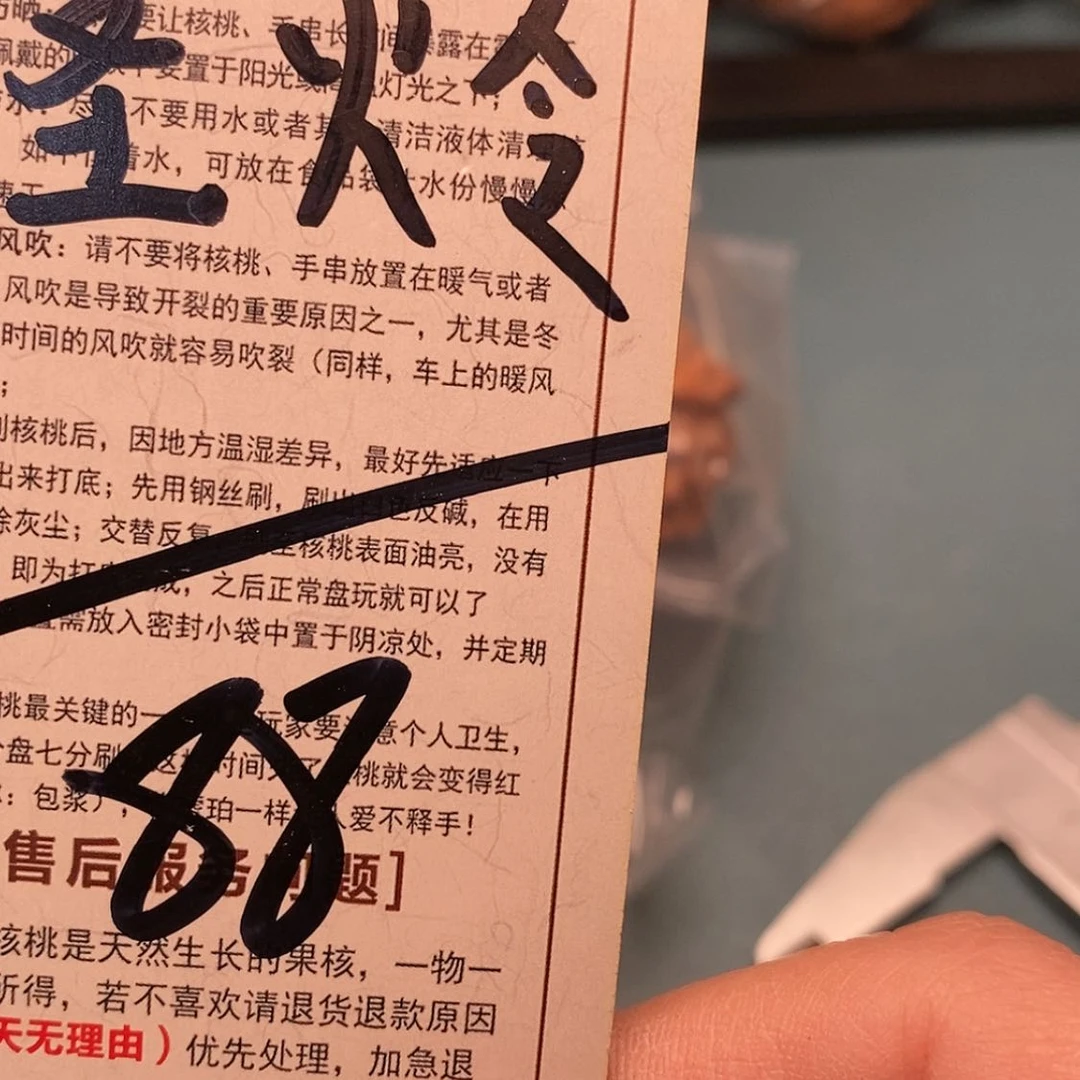 圣 火 令
要让核桃、手串长 间暴露在
佩戴的 不要置于阳光或 灯光之下;
水: 尽 不要用水或者其 清洁液体清
如 着水，可放在食品袋 水份慢慢
风吹：请不要将核桃、手串放置在暖气或者
风吹是导致开裂的重要原因之一，尤其是冬
时间的风吹就容易吹裂（同样，车上的暖风
;
到核桃后，因地方温湿差异，最好先适应一下
出来打底；先用钢丝刷，刷出 反碱，在用
除灰尘；交替反复， 至核桃表面油亮，没有
即为打底 成，之后正常盘玩就可以了
需放入密封小袋中置于阴凉处，并定期
桃最关键的一 玩家要 意个人卫生，
分盘七分刷 这 时间 了 桃就会变得红
：包浆）， 琥珀一样 人爱不释手！
88
售后服务问题]
核桃是天然生长的果核，一物一
所得，若不喜欢请退货退款原因
天无理由）优先处理，加急退